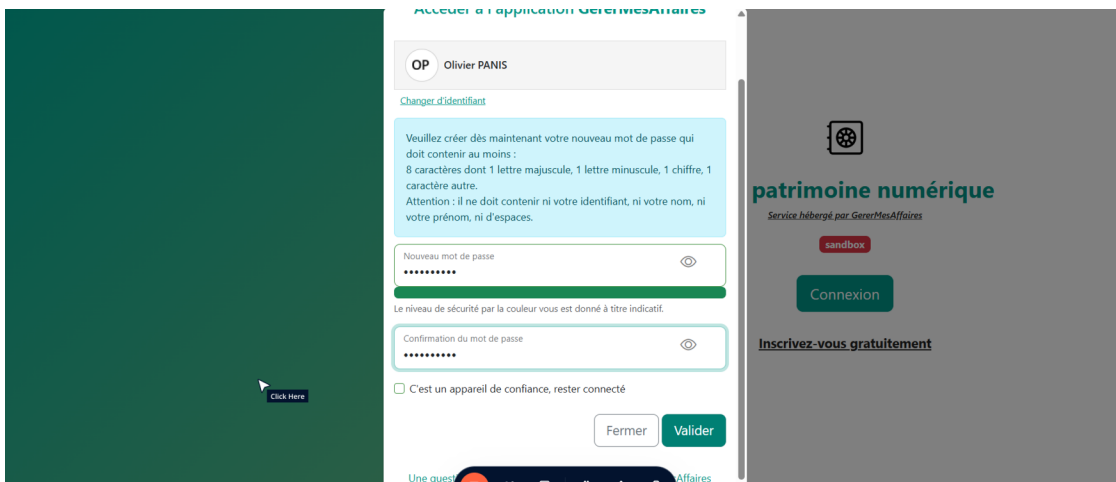 Accéder à l'application GererMesAffaires
OP Olivier PANIS
Changer d'identifiant
Veuillez créer dès maintenant votre nouveau mot de passe qui
doit contenir au moins :
8 caractères dont 1 lettre majuscule, 1 lettre minuscule, 1 chiffre, 1
caractère autre.
Attention : il ne doit contenir ni votre identifiant, ni votre nom, ni
votre prénom, ni d'espaces.
Nouveau mot de passe
••••••••••
Le niveau de sécurité par la couleur vous est donné à titre indicatif.
Confirmation du mot de passe
••••••••••
C'est un appareil de confiance, rester connecté
Fermer Valider
Une quest
Affaires
Click Here
patrimoine numérique
Service hébergé par GererMesAffaires
sandbox
Connexion
Inscrivez-vous gratuitement